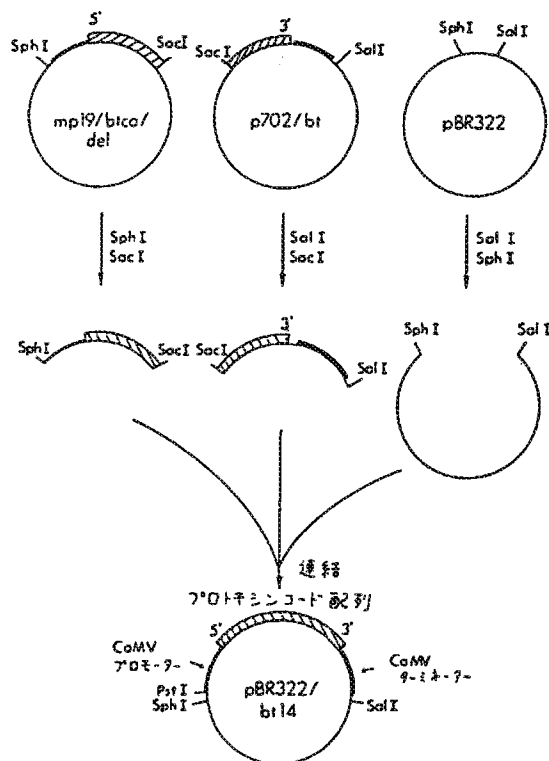 5'
3'
Sph I
Sac I
Sac I
Sal I
Sph I
Sal I
mp19/btca/
del
p702/bt
pBR322
Sph I
Sac I
Sal I
Sac I
Sal I
Sph I
3'
Sph I
Sac I
Sac I
Sal I
Sph I
Sal I
連結
プロトキシンコード配列
5'
3'
CaMV
プロモーター
CaMV
ターミネーター
Pst I
Sph I
pBR322/
bt14
Sal I